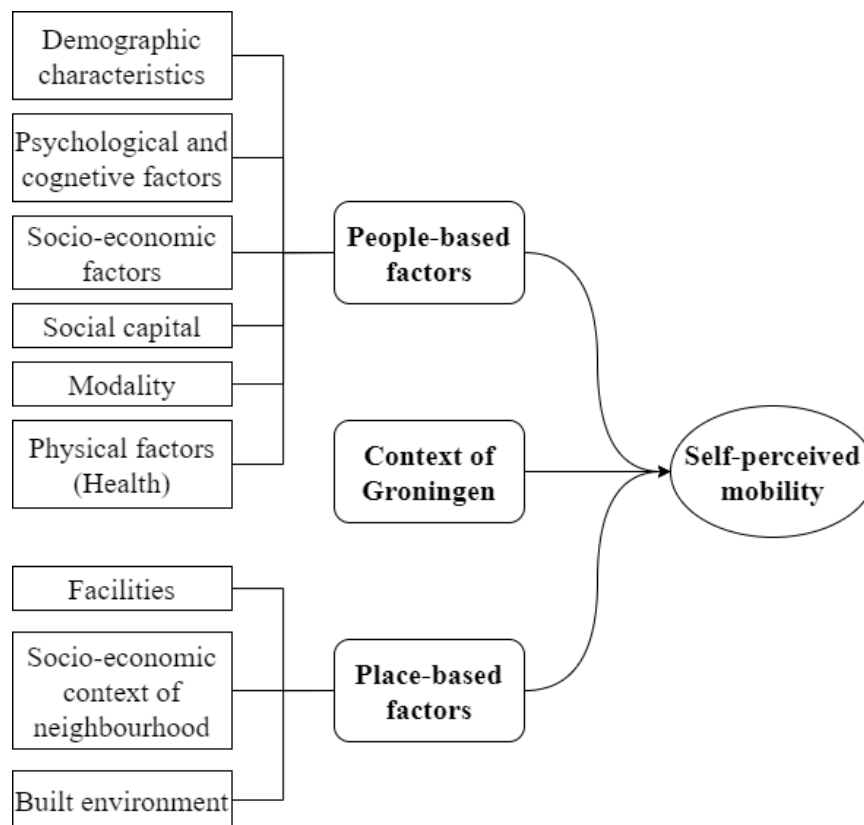 Demographic
characteristics
Psychological and
cognetive factors
Socio-economic
factors
Social capital
Modality
Physical factors
(Health)
People-based
factors
Context of
Groningen
Self-perceived
mobility
Facilities
Socio-economic
context of
neighbourhood
Built environment
Place-based
factors